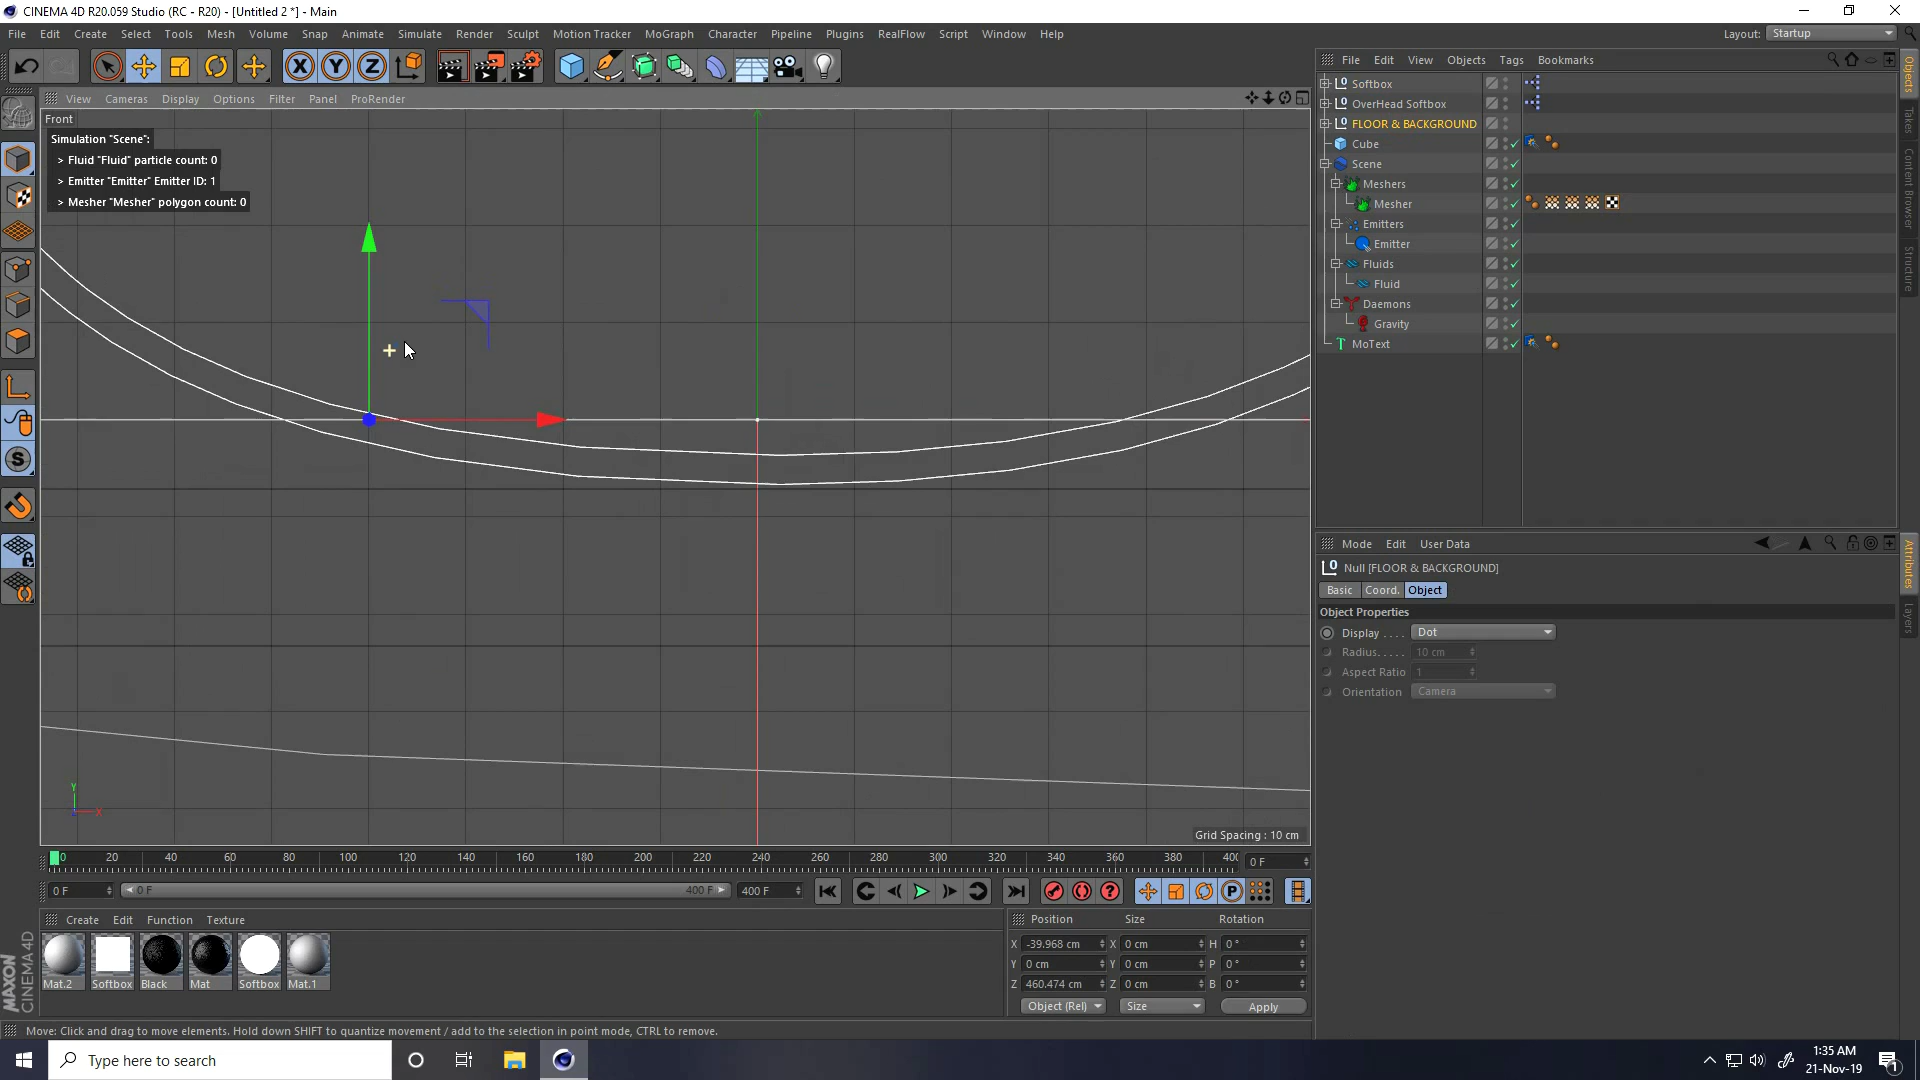 CINEMA 4D R20.059 Studio (RC - R20) - [Untitled 2 *] - Main
File Edit Create Select Tools Mesh Volume Snap Animate Simulate Render Sculpt Motion Tracker MoGraph Character Pipeline Plugins RealFlow Script Window Help
Layout: Startup
X Y Z
View Cameras Display Options Filter Panel ProRender
Front
Simulation "Scene":
> Fluid "Fluid" particle count: 0
> Emitter "Emitter" Emitter ID: 1
> Mesher "Mesher" polygon count: 0
Y
X
Grid Spacing : 10 cm
File Edit View Objects Tags Bookmarks
Softbox
OverHead Softbox
FLOOR & BACKGROUND
Cube
Scene
Meshers
Mesher
Emitters
Emitter
Fluids
Fluid
Daemons
Gravity
MoText
Objects
Takes
Content Browser
Structure
Mode Edit User Data
Null [FLOOR & BACKGROUND]
Basic Coord. Object
Object Properties
Display . . . . Dot
Radius. . . . . 10 cm
Aspect Ratio 1
Orientation Camera
Attributes
Layers
0 20 40 60 80 100 120 140 160 180 200 220 240 260 280 300 320 340 360 380 400 0 F
0 F 0 F 400 F 400 F
Create Edit Function Texture
Mat.2 Softbox Black Mat Softbox Mat.1
Position Size Rotation
X -39.968 cm X 0 cm H 0 °
Y 0 cm Y 0 cm P 0 °
Z 460.474 cm Z 0 cm B 0 °
Object (Rel) Size Apply
MAXON
CINEMA 4D
Move: Click and drag to move elements. Hold down SHIFT to quantize movement / add to the selection in point mode, CTRL to remove.
Type here to search
1:35 AM
21-Nov-19
1